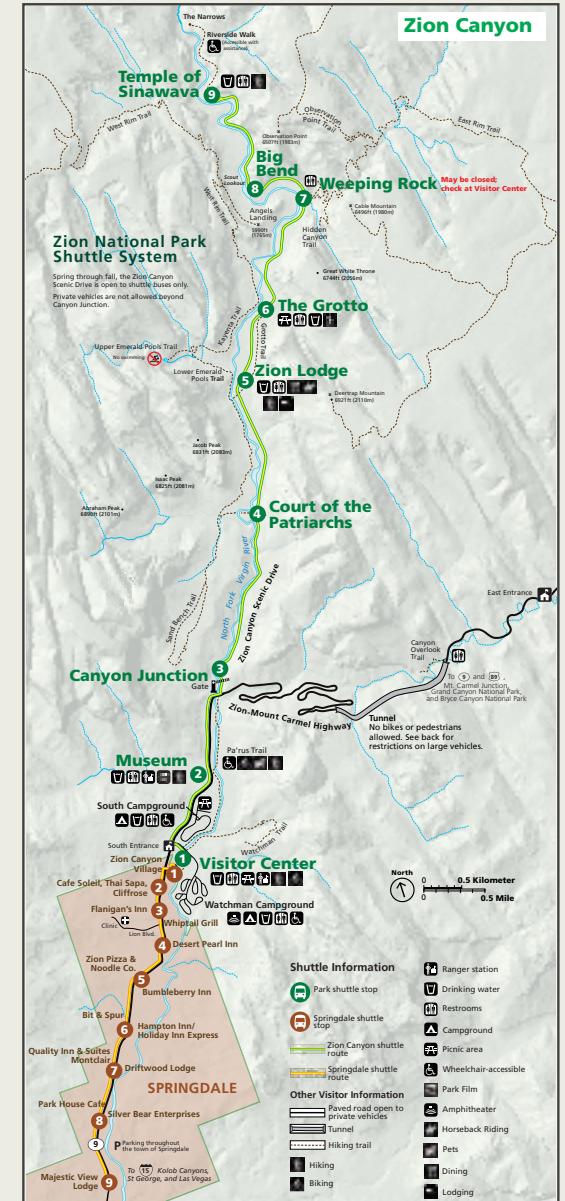 Zion Canyon
The Narrows
Riverside Walk
(Accessible with
assistance)
Temple of
Sinawava
9
West Rim Trail
Observation
Point Trail
East Rim Trail
Observation Point
6507ft (1983m)
Big
Bend
Scout
Lookout
8
Weeping Rock
7
May be closed;
check at Visitor Center
Cable Mountain
6496ft (1980m)
Angels
Landing
5990ft
(1765m)
Hidden
Canyon
Trail
West Rim Trail
Zion National Park
Shuttle System
Spring through fall, the Zion Canyon
Scenic Drive is open to shuttle buses only.
Private vehicles are not allowed beyond
Canyon Junction.
Great White Throne
6744ft (2056m)
6
The Grotto
Kayenta Trail
Grotto Trail
Upper Emerald Pools Trail
No swimming
Lower Emerald
Pools Trail
5
Zion Lodge
Deertrap Mountain
6921ft (2110m)
Jacob Peak
6831ft (2083m)
Isaac Peak
6825ft (2081m)
Abraham Peak
6890ft (2101m)
4
Court of the
Patriarchs
North Fork Virgin River
Zion Canyon Scenic Drive
Sand Bench Trail
East Entrance
Canyon
Overlook
Trail
3
Canyon Junction
Gate
To 9 and 89,
Mt. Carmel Junction,
Grand Canyon National Park,
and Bryce Canyon National Park
Zion-Mount Carmel Highway
Tunnel
No bikes or pedestrians
allowed. See back for
restrictions on large vehicles.
Pa'rus Trail
Museum
2
South Campground
South Entrance
Watchman Trail
1
Visitor Center
Zion Canyon
Village
1
Cafe Soleil, Thai Sapa,
Cliffrose
2
Watchman Campground
Flanigan's Inn
3
Clinic
Lion Blvd.
Whiptail Grill
4
Desert Pearl Inn
Zion Pizza &
Noodle Co.
5
Bumbleberry Inn
Bit & Spur
6
Hampton Inn/
Holiday Inn Express
Quality Inn & Suites
Montclair
7
Driftwood Lodge
SPRINGDALE
Park House Cafe
8
Silver Bear Enterprises
9
P Parking throughout
the town of Springdale
To 15 Kolob Canyons,
St George, and Las Vegas
Majestic View
Lodge
9
North
0 0.5 Kilometer
0 0.5 Mile
Shuttle Information
Park shuttle stop
Springdale shuttle
stop
Zion Canyon shuttle
route
Springdale shuttle
route
Other Visitor Information
Paved road open to
private vehicles
Tunnel
Hiking trail
Hiking
Biking
Ranger station
Drinking water
Restrooms
Campground
Picnic area
Wheelchair-accessible
Park Film
Amphitheater
Horseback Riding
Pets
Dining
Lodging